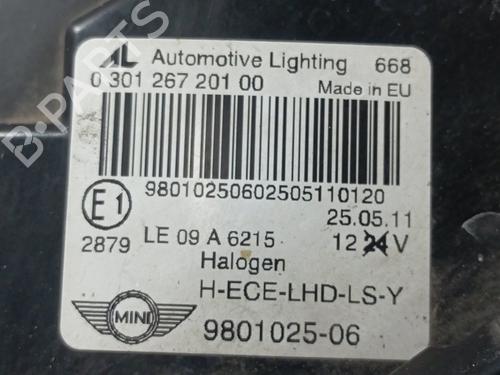 AL Automotive Lighting 668
0 301 267 201 00 Made in EU
98010250602505110120
E1 25.05.11
2879 LE 09 A 6215 12 24 V
Halogen
H-ECE-LHD-LS-Y
MINI 9801025-06
B-PARTS